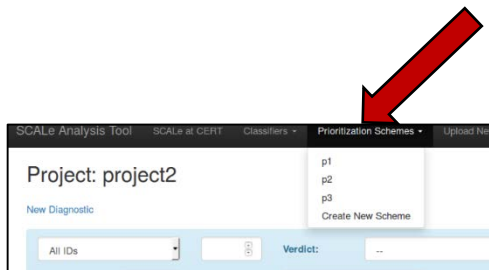 SCALe Analysis Tool SCALe at CERT Classifiers Prioritization Schemes Upload Ne
p1
p2
p3
Create New Scheme
Project: project2
New Diagnostic
All IDs Verdict: --